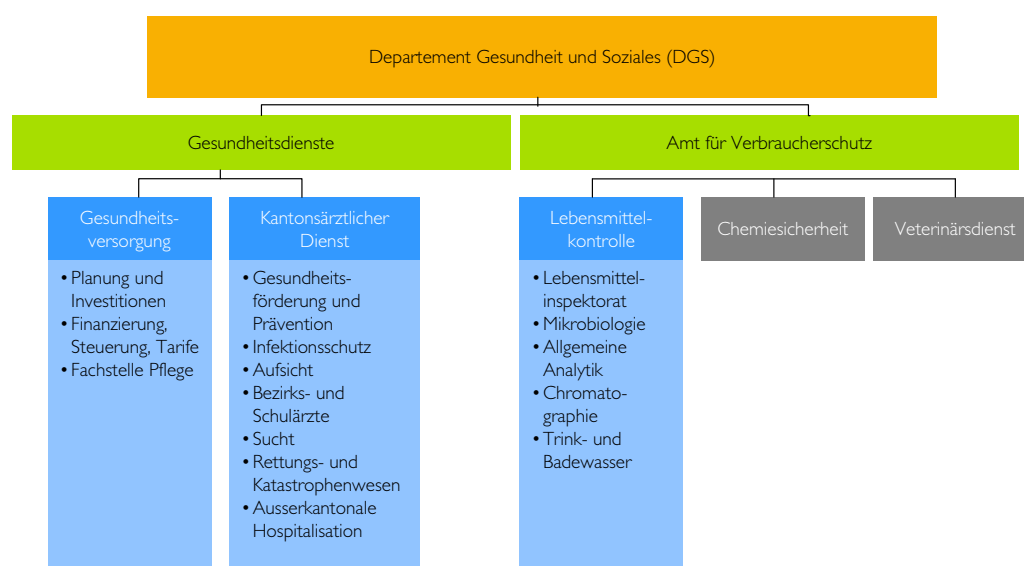 Departement Gesundheit und Soziales (DGS)
Gesundheitsdienste
Amt für Verbraucherschutz
Gesundheits-
versorgung
• Planung und
Investitionen
• Finanzierung,
Steuerung, Tarife
• Fachstelle Pflege
Kantonsärztlicher
Dienst
• Gesundheits-
förderung und
Prävention
• Infektionsschutz
• Aufsicht
• Bezirks- und
Schulärzte
• Sucht
• Rettungs- und
Katastrophenwesen
• Ausserkantonale
Hospitalisation
Lebensmittel-
kontrolle
• Lebensmittel-
inspektorat
• Mikrobiologie
• Allgemeine
Analytik
• Chromato-
graphie
• Trink- und
Badewasser
Chemiesicherheit
Veterinärsdienst